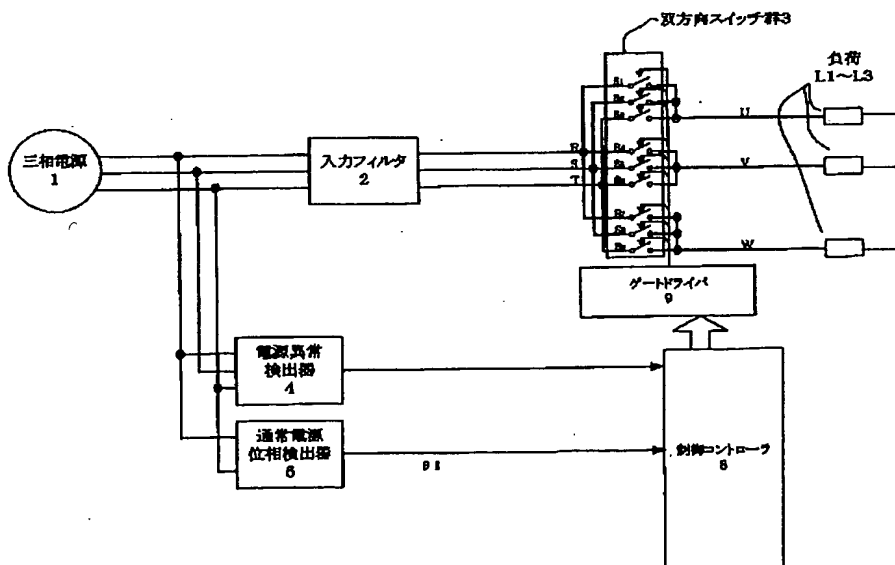 双方向スイッチ群3
負荷
L1～L3
三相電源
1
入力フィルタ
2
R
S
T
S1
U
V
W
ゲートドライバ
9
電源異常
検出器
4
通常電源
位相検出器
5
制御コントローラ